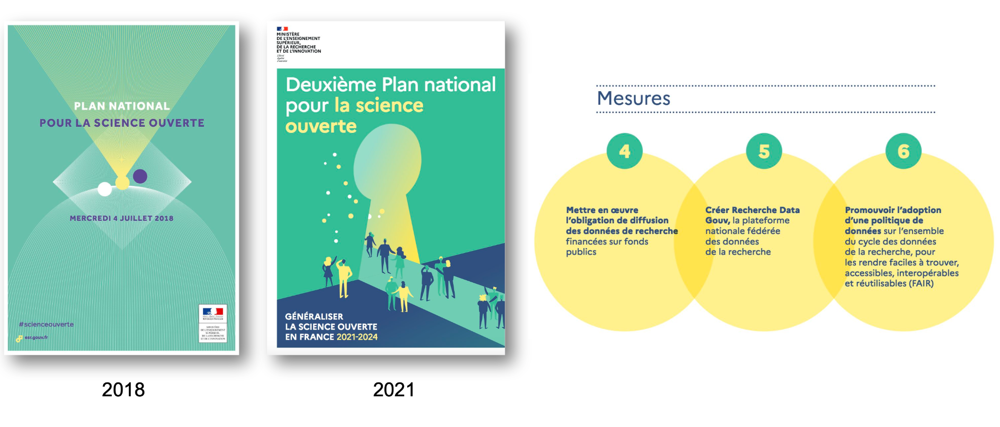 PLAN NATIONAL
POUR LA SCIENCE OUVERTE
MERCREDI 4 JUILLET 2018
#scienceouverte
esr.gouv.fr
MINISTÈRE
DE L'ENSEIGNEMENT
SUPÉRIEUR,
DE LA RECHERCHE
ET DE L'INNOVATION
2018
MINISTÈRE
DE L'ENSEIGNEMENT
SUPÉRIEUR,
DE LA RECHERCHE
ET DE L'INNOVATION
Liberté
Égalité
Fraternité
Deuxième Plan national
pour la science
ouverte
GÉNÉRALISER
LA SCIENCE OUVERTE
EN FRANCE 2021-2024
2021
Mesures
4
Mettre en œuvre
l'obligation de diffusion
des données de recherche
financées sur fonds
publics
5
Créer Recherche Data
Gouv, la plateforme
nationale fédérée
des données
de la recherche
6
Promouvoir l'adoption
d'une politique de
données sur l'ensemble
du cycle des données
de la recherche, pour
les rendre faciles à trouver,
accessibles, interopérables
et réutilisables (FAIR)